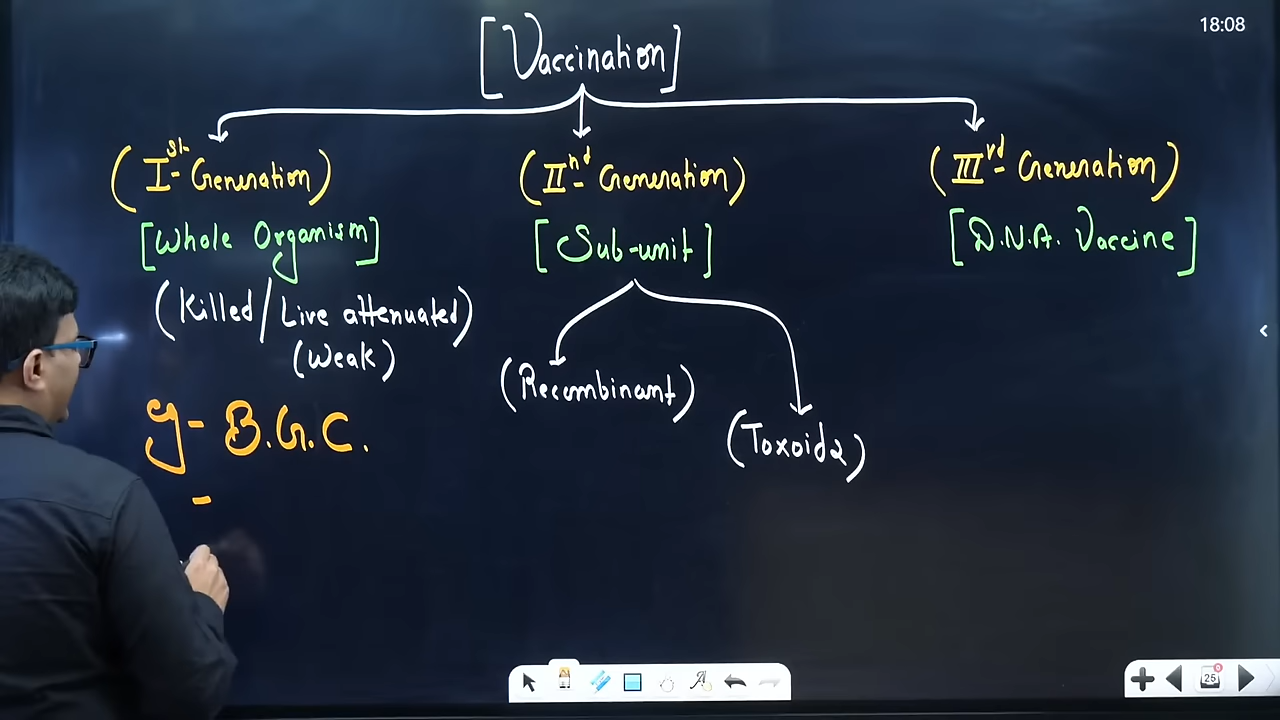 18:08
[Vaccination]
(Ist Generation)
(IInd Generation)
(IIIrd Generation)
[Whole Organism]
[Sub-unit]
[D.N.A. Vaccine]
(Killed/Live attenuated)
(Weak)
(Recombinant)
(Toxoids)
B.G.C.
-
25